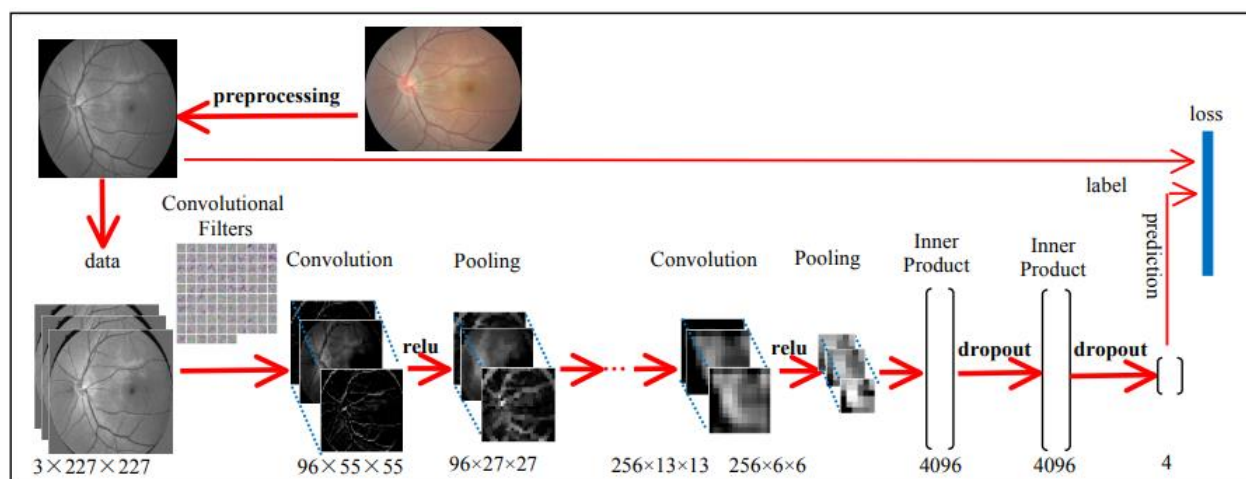 preprocessing
loss
label
prediction
Convolutional
Filters
data
Convolution
Pooling
Convolution
Pooling
Inner
Product
Inner
Product
relu
...
relu
dropout
dropout
3×227×227
96×55×55
96×27×27
256×13×13
256×6×6
4096
4096
4